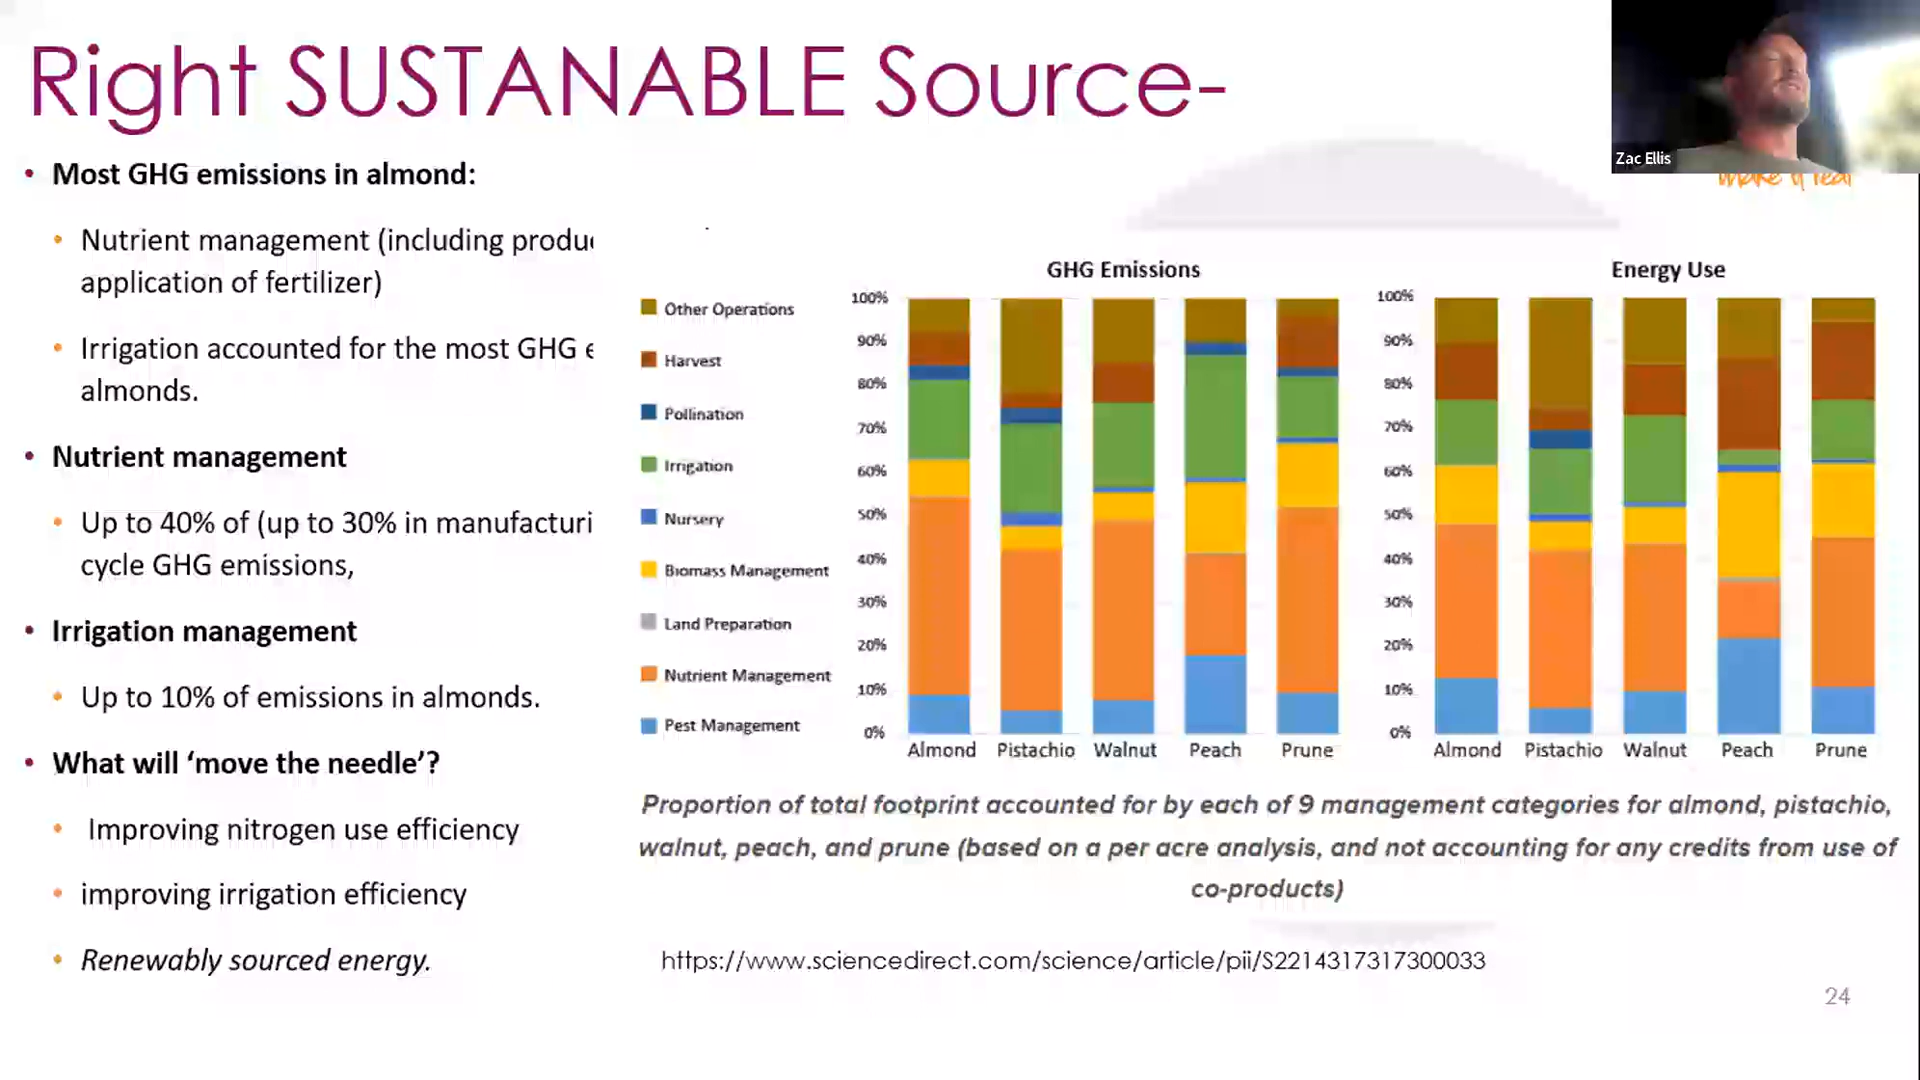 Right SUSTANABLE Source-
Zac Ellis
make it real
• Most GHG emissions in almond:
• Nutrient management (including
application of fertilizer)
• Irrigation accounted for the most GHG
almonds.
• Nutrient management
• Up to 40% of (up to 30% in
cycle GHG emissions,
• Irrigation management
• Up to 10% of emissions in almonds.
• What will ‘move the needle’?
• Improving nitrogen use efficiency
• improving irrigation efficiency
• Renewably sourced energy.
Other Operations
Harvest
Pollination
Irrigation
Nursery
Biomass Management
Land Preparation
Nutrient Management
Pest Management
GHG Emissions
100%
90%
80%
70%
60%
50%
40%
30%
20%
10%
0%
Almond Pistachio Walnut Peach Prune
Energy Use
100%
90%
80%
70%
60%
50%
40%
30%
20%
10%
0%
Almond Pistachio Walnut Peach Prune
Proportion of total footprint accounted for by each of 9 management categories for almond, pistachio,
walnut, peach, and prune (based on a per acre analysis, and not accounting for any credits from use of
co-products)
https://www.sciencedirect.com/science/article/pii/S2214317317300033
24